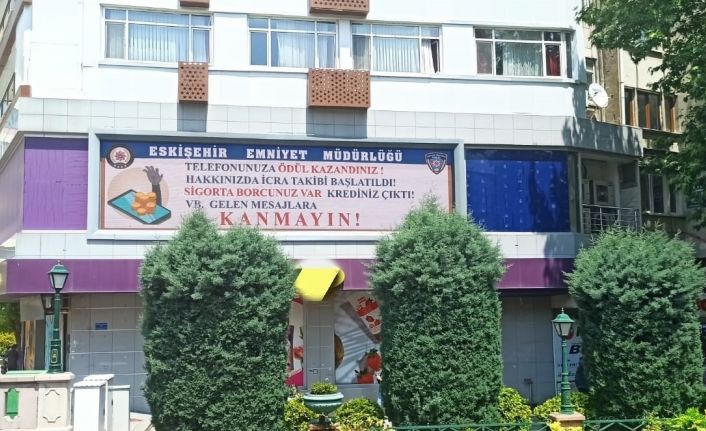 ESKİŞEHİR EMNİYET MÜDÜRLÜĞÜ
TELEFONUNUZA ÖDÜL KAZANDINIZ !
HAKKINIZDA İCRA TAKİBİ BAŞLATILDI!
SİGORTA BORCUNUZ VAR KREDİNİZ ÇIKTI!
VB. GELEN MESAJLARA
KANMAYIN!